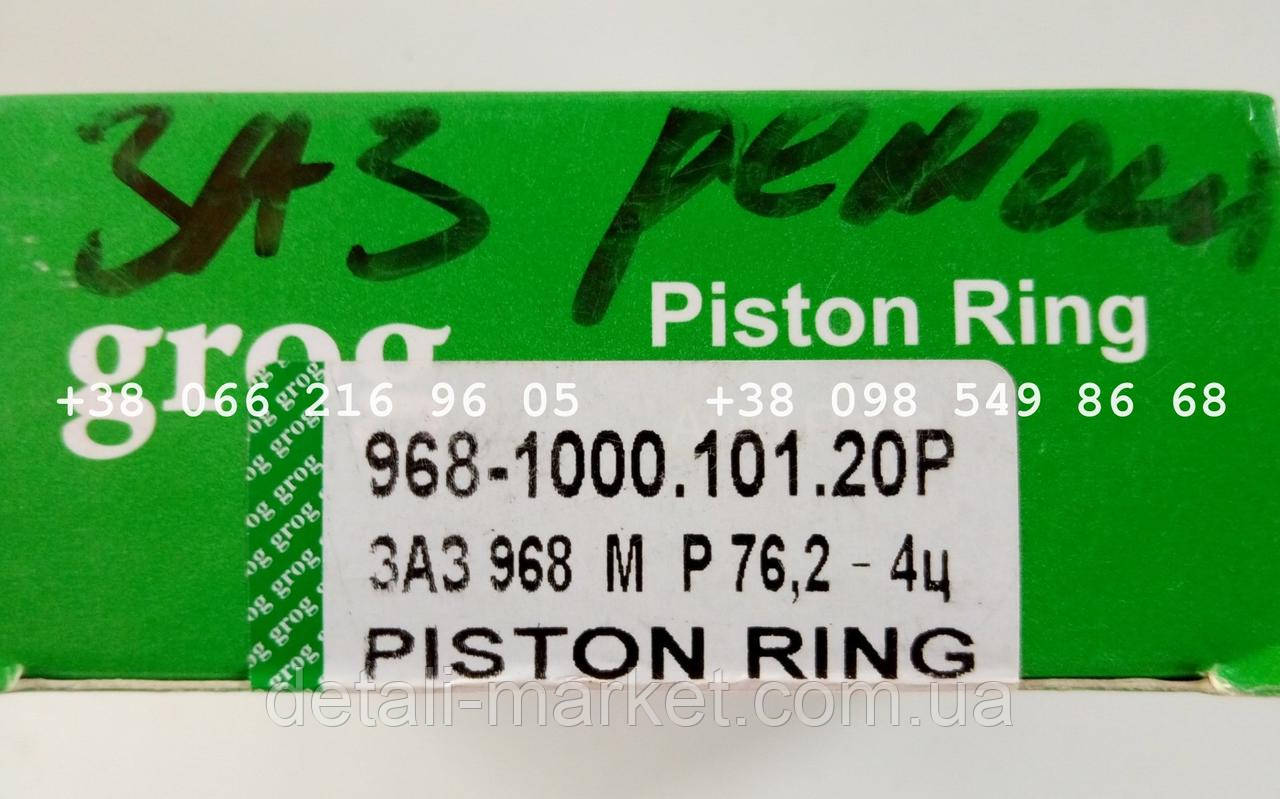 ЗАЗ ремонт
grog Piston Ring
+38 066 216 96 05 +38 098 549 86 68
968-1000.101.20Р
ЗАЗ 968 М Р 76,2 - 4ц
PISTON RING
detali-market.com.ua